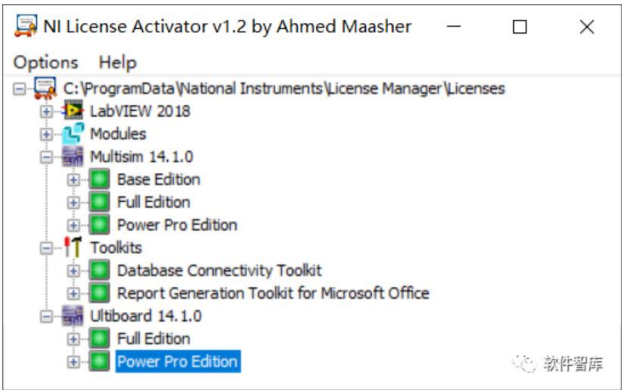 NI License Activator v1.2 by Ahmed Maasher
Options Help
C:\ProgramData\National Instruments\License Manager\Licenses
LabVIEW 2018
Modules
Multisim 14.1.0
Base Edition
Full Edition
Power Pro Edition
Toolkits
Database Connectivity Toolkit
Report Generation Toolkit for Microsoft Office
Ultiboard 14.1.0
Full Edition
Power Pro Edition
软件智库